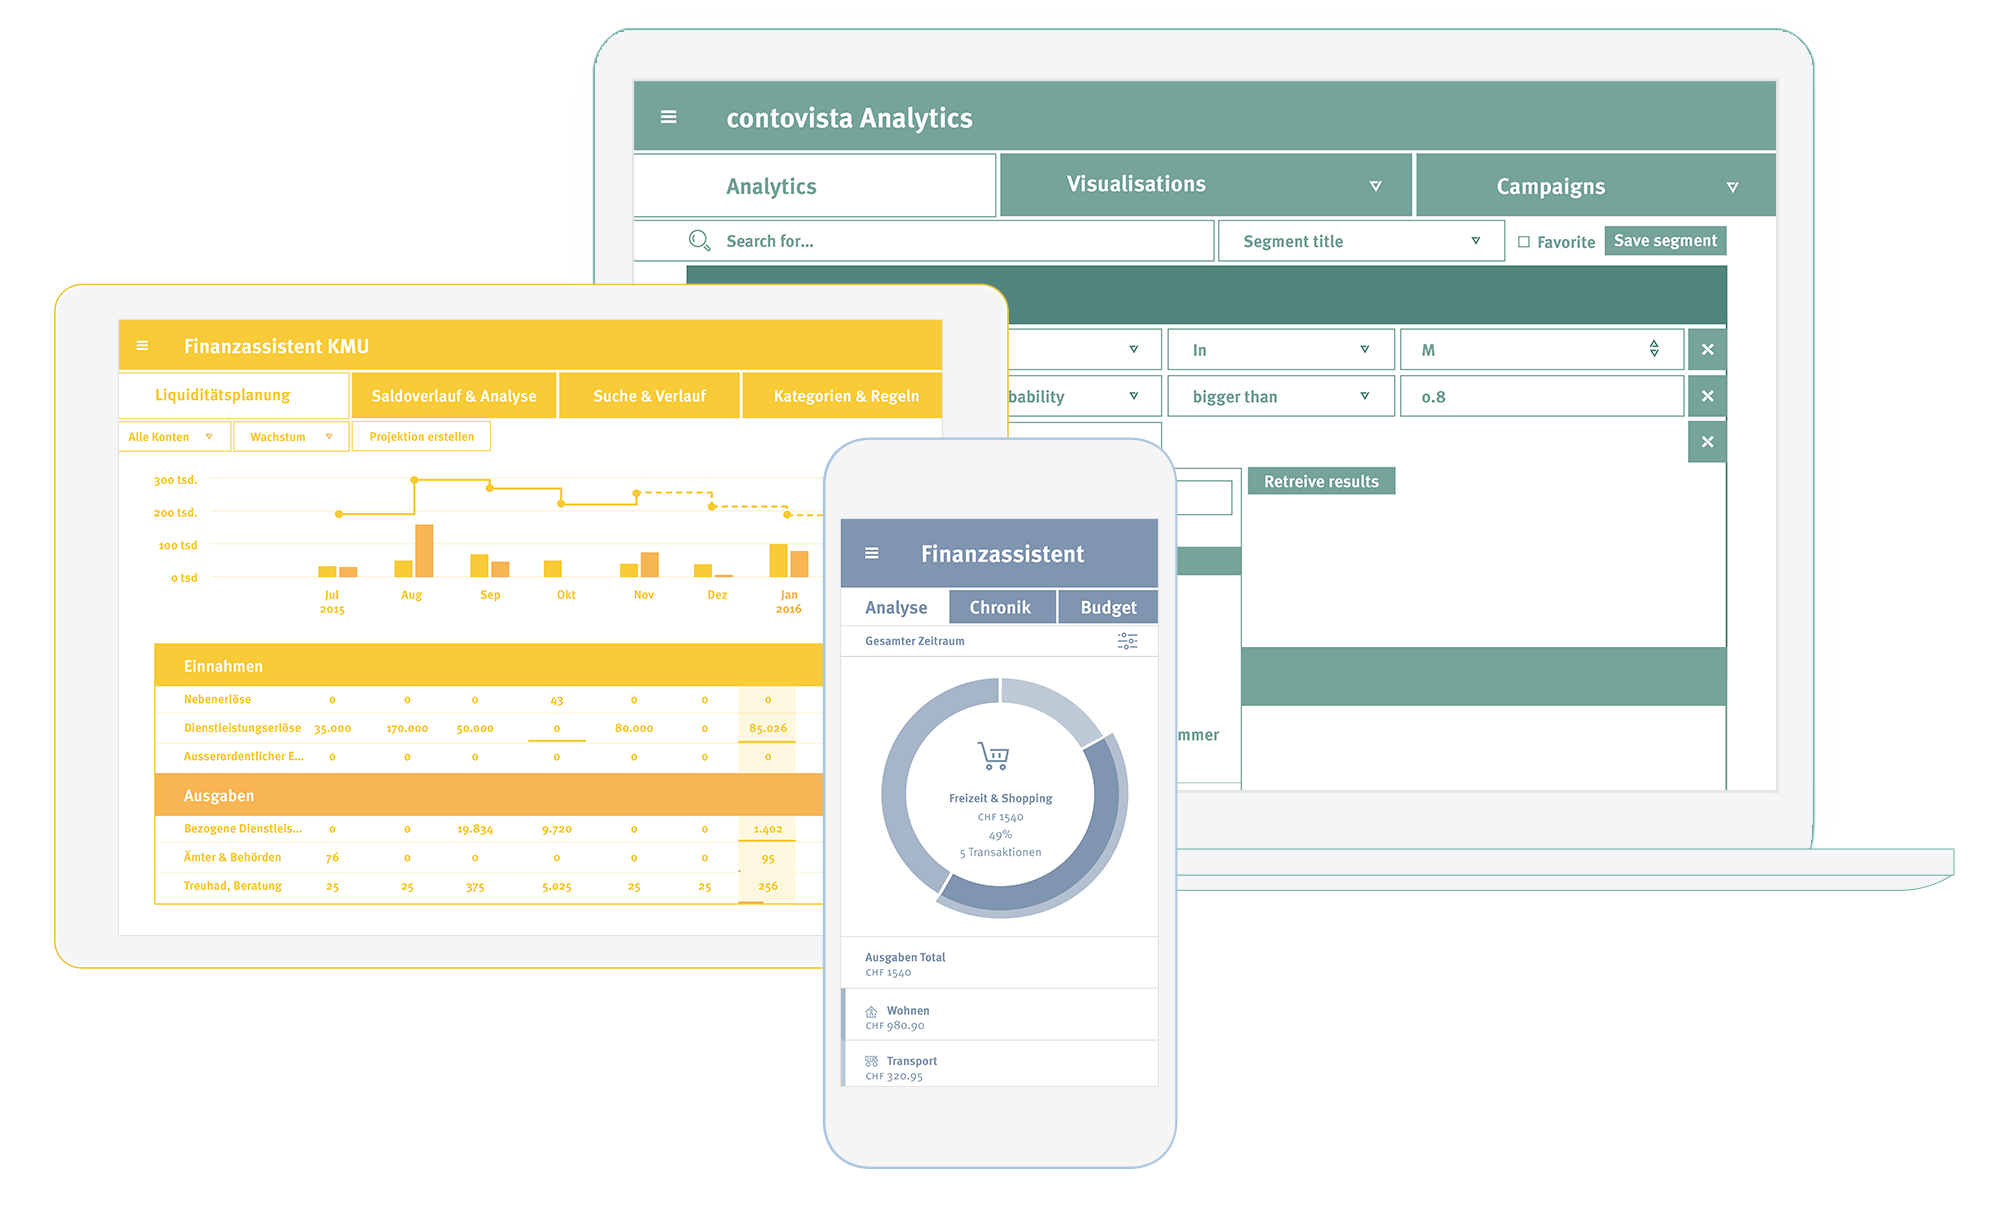 contovista Analytics
Analytics
Visualisations
Campaigns
Search for...
Segment title
Favorite
Save segment
In
M
bability
bigger than
0.8
Retreive results
mmer
Finanzassistent KMU
Liquiditätsplanung
Saldoverlauf & Analyse
Suche & Verlauf
Kategorien & Regeln
Alle Konten
Wachstum
Projektion erstellen
300 tsd.
200 tsd.
100 tsd
0 tsd
Jul Aug Sep Okt Nov Dez Jan
2015 2016
Einnahmen
Nebenerlöse 0 0 0 43 0 0 0
Dienstleistungserlöse 35.000 170.000 50.000 0 80.000 0 85.026
Ausserordentlicher E... 0 0 0 0 0 0 0
Ausgaben
Bezogene Dienstleis... 0 0 19.834 9.720 0 0 1.402
Ämter & Behörden 76 0 0 0 0 0 95
Treuhad, Beratung 25 25 375 5.025 25 25 256
Finanzassistent
Analyse
Chronik
Budget
Gesamter Zeitraum
Freizeit & Shopping
CHF 1540
49%
5 Transaktionen
Ausgaben Total
CHF 1540
Wohnen
CHF 980.90
Transport
CHF 320.95